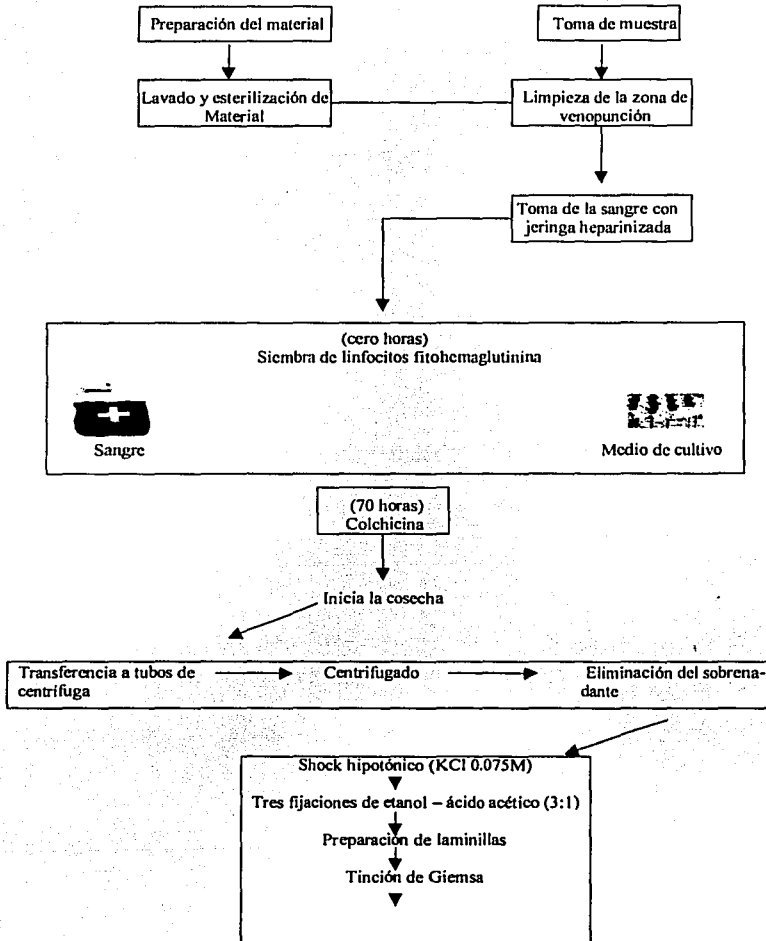 Preparación del material
Toma de muestra
Lavado y esterilización de
Material
Limpieza de la zona de
venopunción
Toma de la sangre con
jeringa heparinizada
(cero horas)
Siembra de linfocitos fitohemaglutinina
Sangre
Medio de cultivo
(70 horas)
Colchicina
Inicia la cosecha
Transferencia a tubos de
centrífuga
Centrifugado
Eliminación del sobrena-
dante
Shock hipotónico (KCl 0.075M)
Tres fijaciones de etanol – ácido acético (3:1)
Preparación de laminillas
Tinción de Giemsa